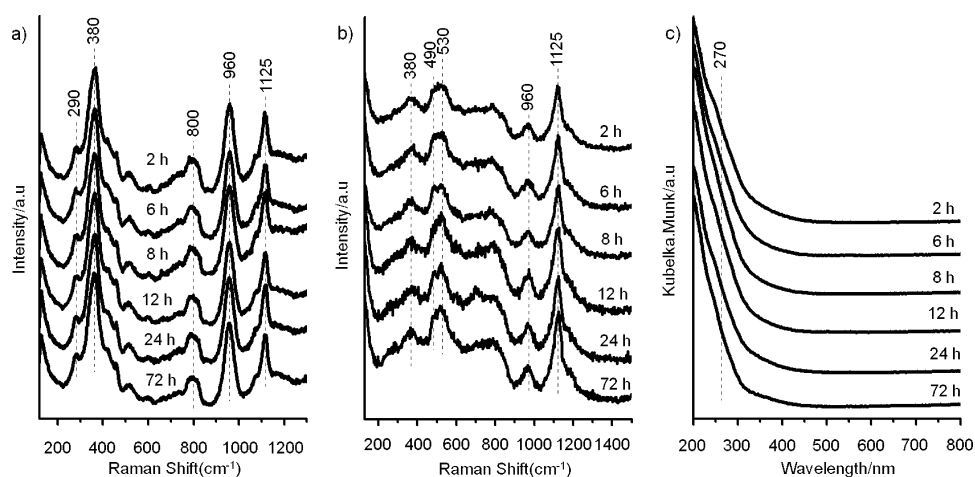 a)
290
380
800
960
1125
2 h
6 h
8 h
12 h
24 h
72 h
Intensity/a.u
200 400 600 800 1000 1200
Raman Shift(cm⁻¹)
b)
380
490
530
960
1125
2 h
6 h
8 h
12 h
24 h
72 h
Intensity/a.u
200 400 600 800 1000 1200 1400
Raman Shift(cm⁻¹)
c)
270
2 h
6 h
8 h
12 h
24 h
72 h
Kubelka.Munk/a.u
200 300 400 500 600 700 800
Wavelength/nm